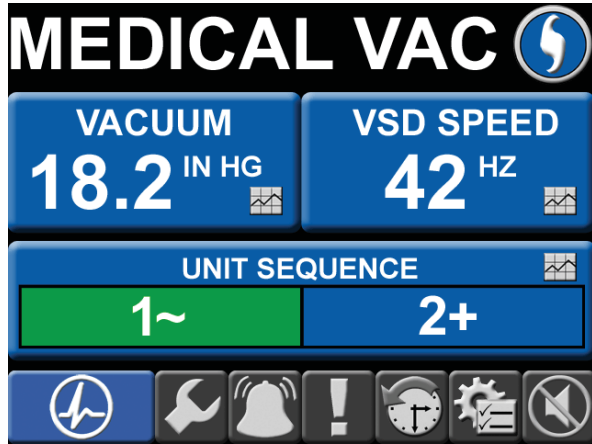 MEDICAL VAC
VACUUM
18.2 IN HG
VSD SPEED
42 HZ
UNIT SEQUENCE
1~
2+